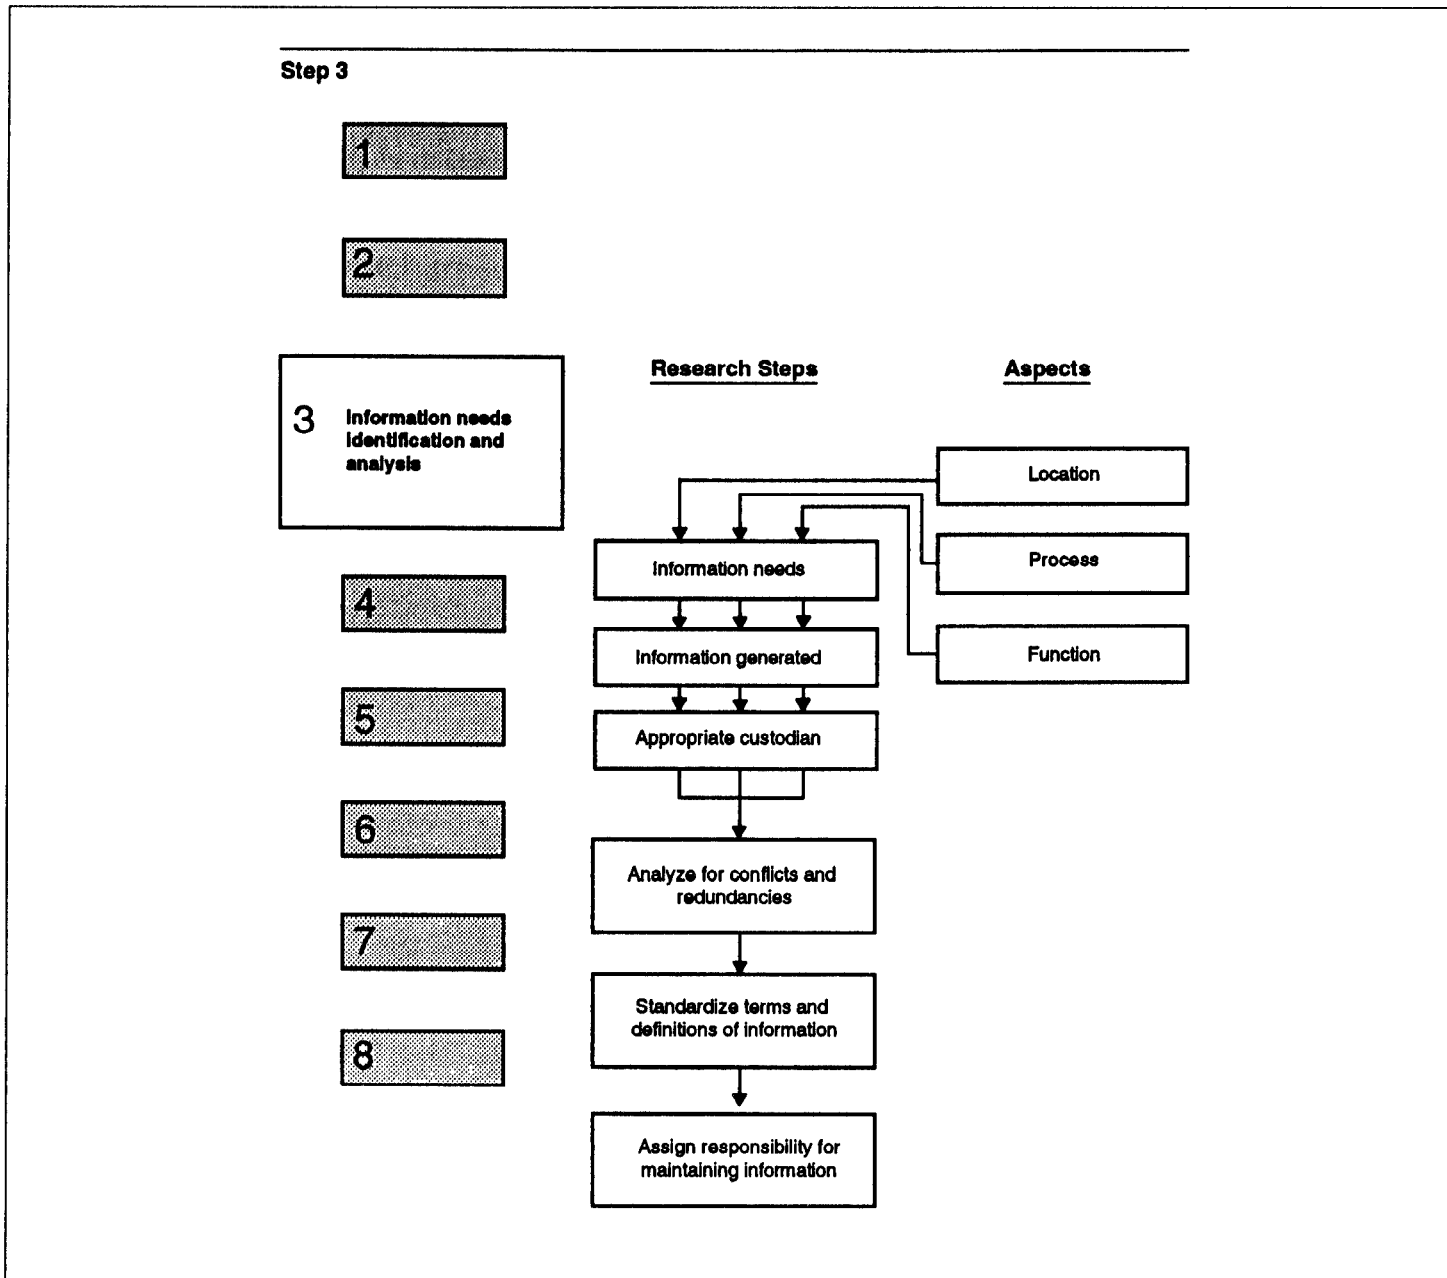 Step 3
1
2
3
Information needs
identification and
analysis
4
5
6
7
8
Research Steps
Information needs
Information generated
Appropriate custodian
Analyze for conflicts and
redundancies
Standardize terms and
definitions of information
Assign responsibility for
maintaining information
Aspects
Location
Process
Function